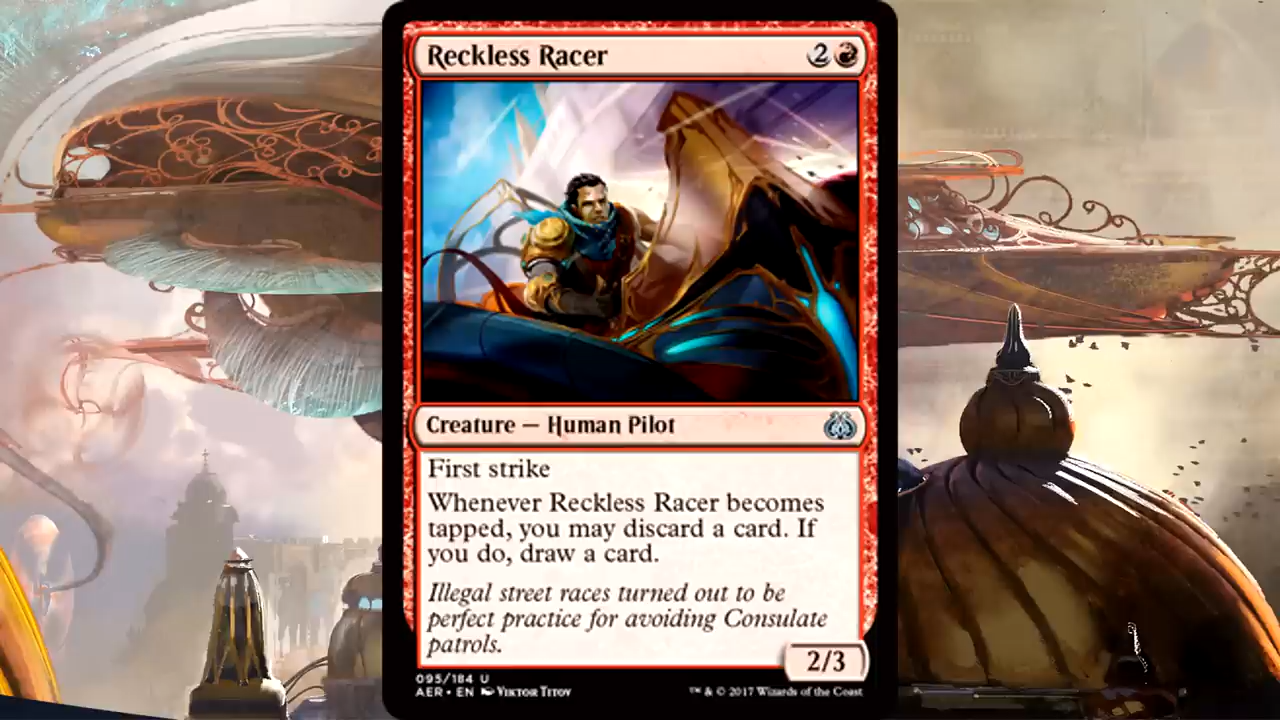 Reckless Racer 2
Creature — Human Pilot
First strike
Whenever Reckless Racer becomes
tapped, you may discard a card. If
you do, draw a card.
Illegal street races turned out to be
perfect practice for avoiding Consulate
patrols.
2/3
095/184 U
AER • EN Viktor Titov
™ & © 2017 Wizards of the Coast